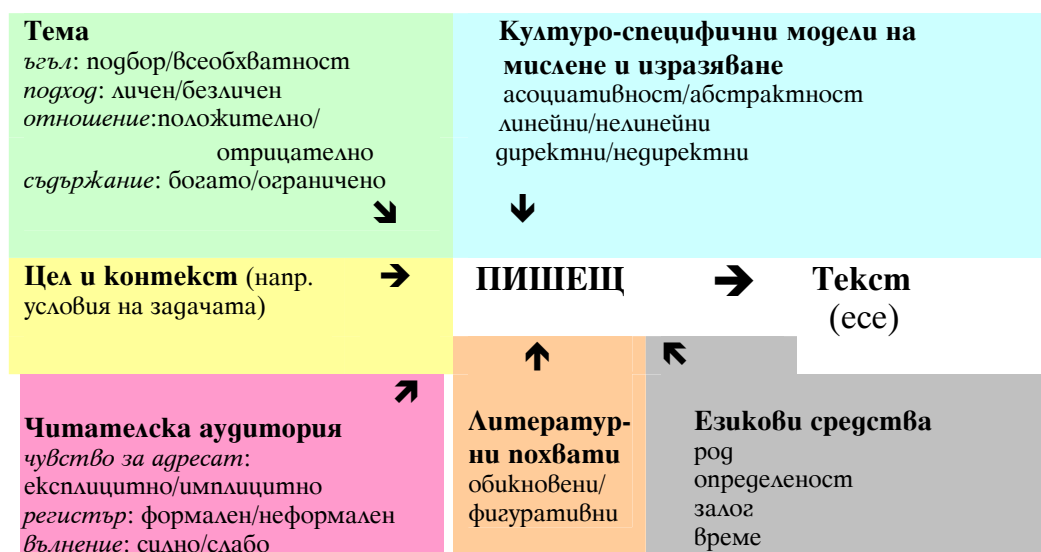 Тема
ъгъл: подбор/всеобхватност
подход: личен/безличен
отношение:положително/
отрицателно
съдържание: богато/ограничено
Културо-специфични модели на
мислене и изразяване
асоциативност/абстрактност
линейни/нелинейни
директни/недиректни
Цел и контекст (напр.
условия на задачата)
ПИШЕЩ
Текст
(есе)
Читателска аудитория
чувство за адресат:
експлицитно/имплицитно
регистър: формален/неформален
вълнение: силно/слабо
Литератур-
ни похвати
обикновени/
фигуративни
Езикови средства
род
определеност
залог
време